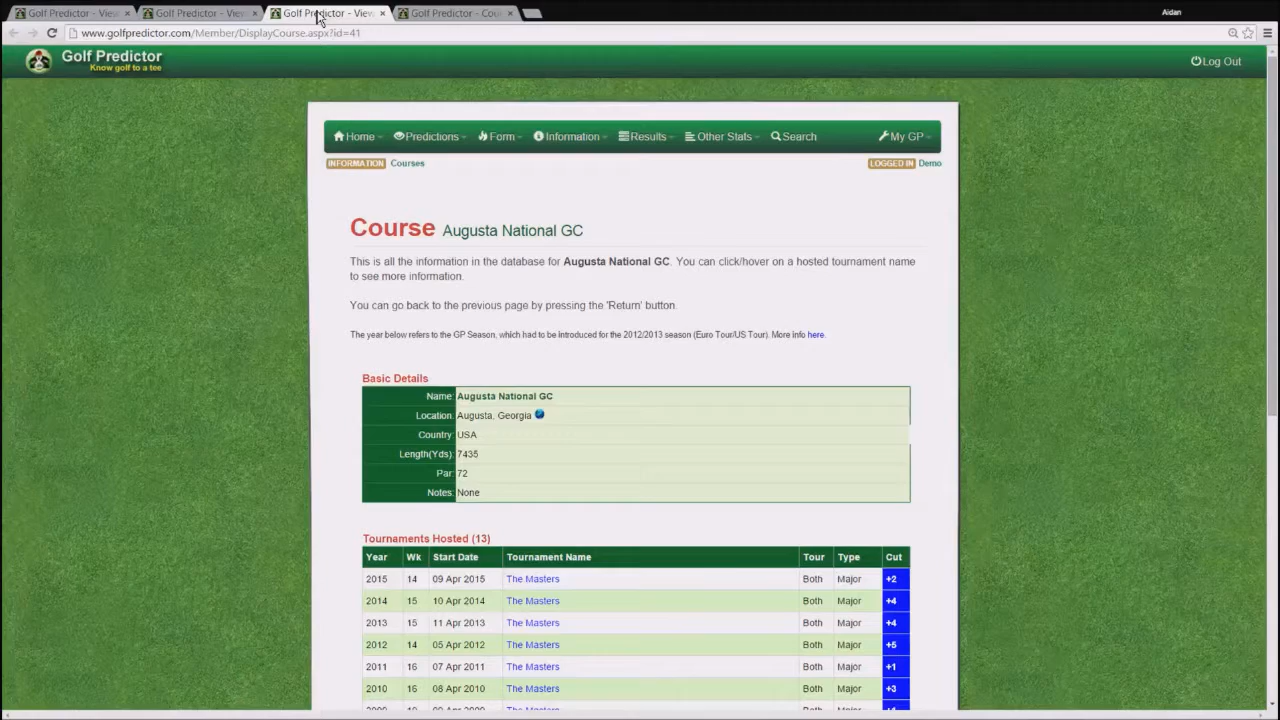 Golf Predictor - View
Golf Predictor - View
Golf Predictor - View
Golf Predictor - Cou
Aidan
www.golfpredictor.com/Member/DisplayCourse.aspx?id=41
Golf Predictor
Know golf to a tee
Log Out
Home Predictions Form Information Results Other Stats Search My GP
INFORMATION Courses LOGGED IN Demo
Course Augusta National GC
This is all the information in the database for Augusta National GC. You can click/hover on a hosted tournament name
to see more information.
You can go back to the previous page by pressing the 'Return' button.
The year below refers to the GP Season, which had to be introduced for the 2012/2013 season (Euro Tour/US Tour). More info here.
Basic Details
Name: Augusta National GC
Location: Augusta, Georgia
Country: USA
Length(Yds): 7435
Par: 72
Notes: None
Tournaments Hosted (13)
Year Wk Start Date Tournament Name Tour Type Cut
2015 14 09 Apr 2015 The Masters Both Major +2
2014 15 10 Apr 2014 The Masters Both Major +4
2013 15 11 Apr 2013 The Masters Both Major +4
2012 14 05 Apr 2012 The Masters Both Major +5
2011 16 07 Apr 2011 The Masters Both Major +1
2010 16 08 Apr 2010 The Masters Both Major +3